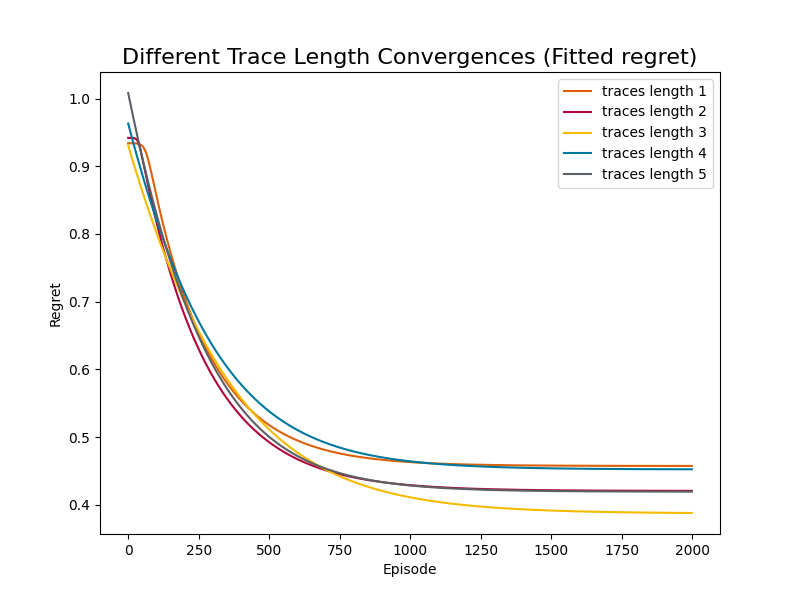 Different Trace Length Convergences (Fitted regret)
traces length 1
traces length 2
traces length 3
traces length 4
traces length 5
Regret
1.0
0.9
0.8
0.7
0.6
0.5
0.4
0 250 500 750 1000 1250 1500 1750 2000
Episode